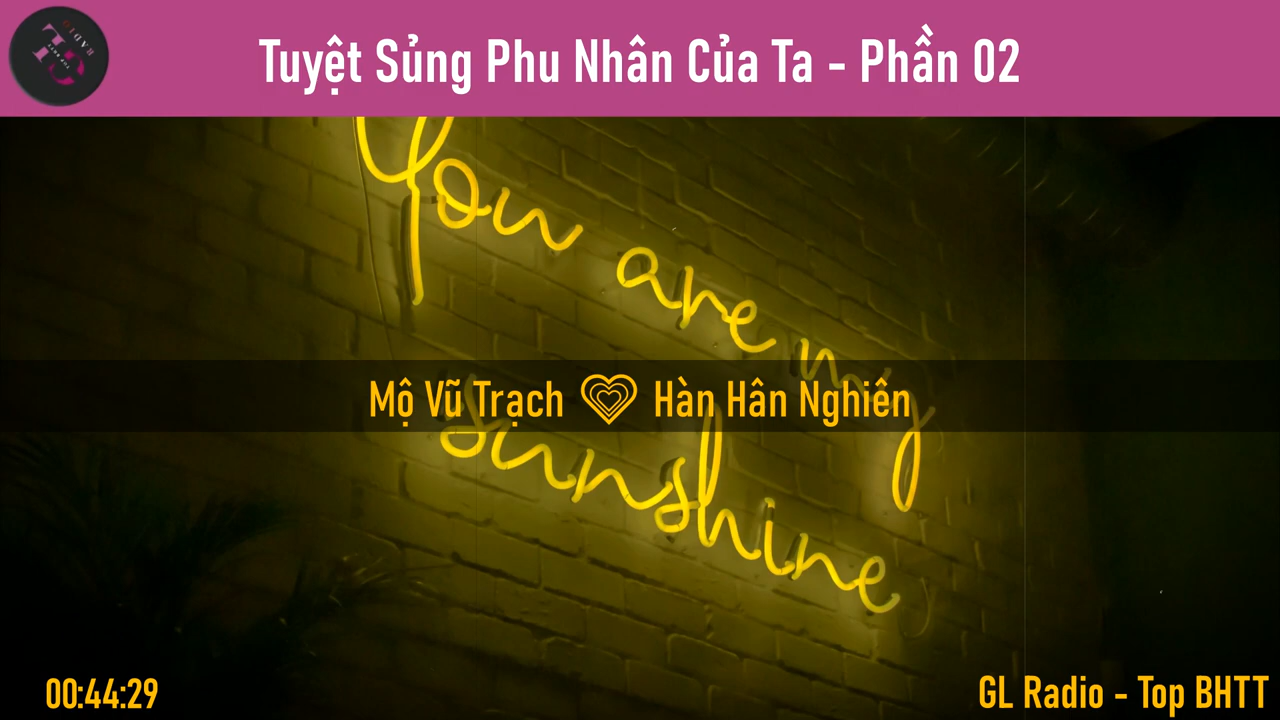 Tuyệt Sủng Phu Nhân Của Ta - Phần 02
You are my
sunshine
Mộ Vũ Trạch Hàn Hân Nghiên
00:44:29
GL Radio - Top BHTT